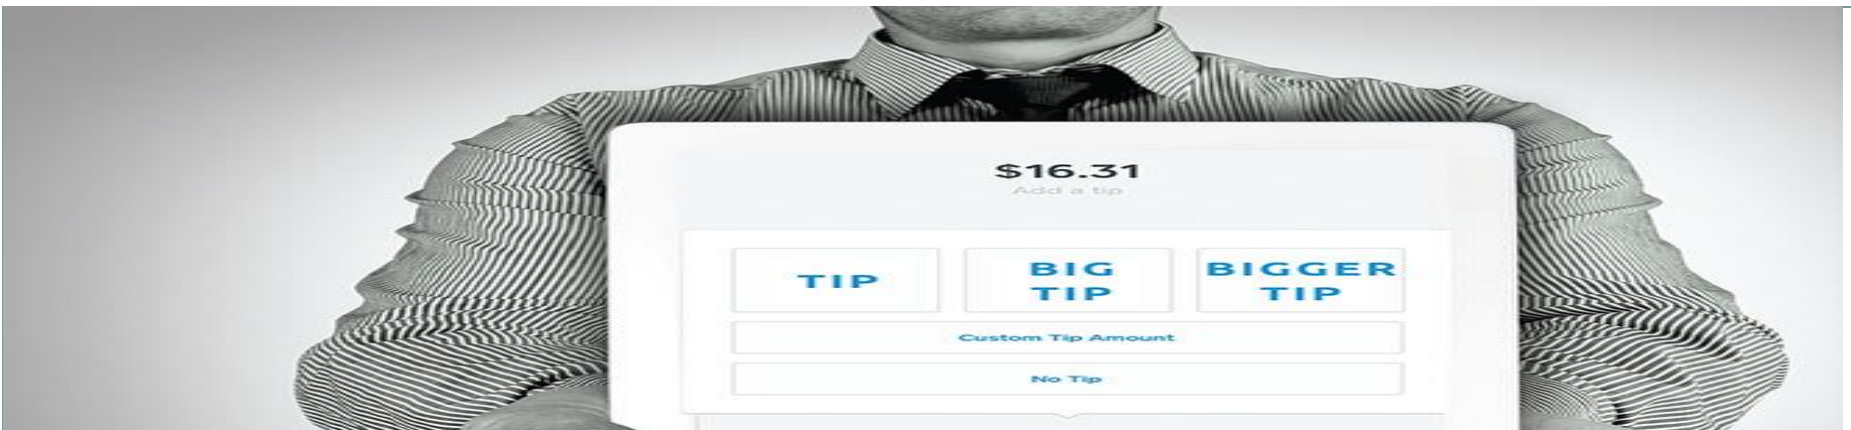 $16.31
Add a tip
TIP
BIG
TIP
BIGGER
TIP
Custom Tip Amount
No Tip